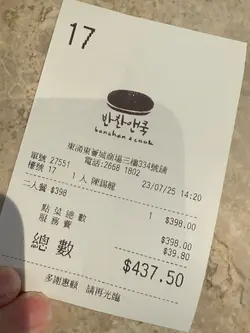 17
반찬앤쿡
banchan & cook
東涌東薈城商場三樓334號舖
電話:2668 1802
單號 27551
檯號 17
1 人 陳錫龍
23/07/25 14:20
二人餐 $398 1 $398.00
點菜總數 $398.00
服務費 $39.80
總數 $437.50
多謝惠顧 請再光臨